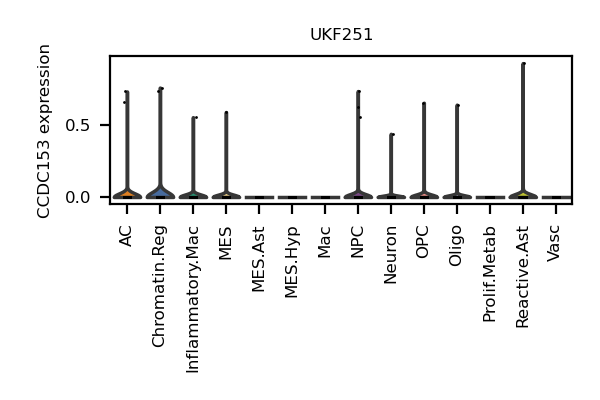 UKF251
CCDC153 expression
0.5
0.0
AC
Chromatin.Reg
Inflammatory.Mac
MES
MES.Ast
MES.Hyp
Mac
NPC
Neuron
OPC
Oligo
Prolif.Metab
Reactive.Ast
Vasc